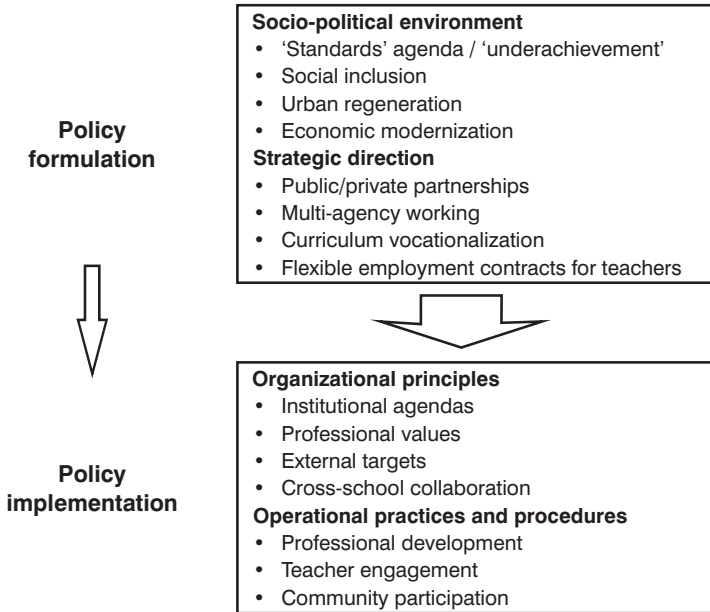 Socio-political environment
• ‘Standards’ agenda / ‘underachievement’
• Social inclusion
• Urban regeneration
• Economic modernization
Policy
formulation
Strategic direction
• Public/private partnerships
• Multi-agency working
• Curriculum vocationalization
• Flexible employment contracts for teachers
Organizational principles
• Institutional agendas
• Professional values
• External targets
• Cross-school collaboration
Policy
implementation
Operational practices and procedures
• Professional development
• Teacher engagement
• Community participation